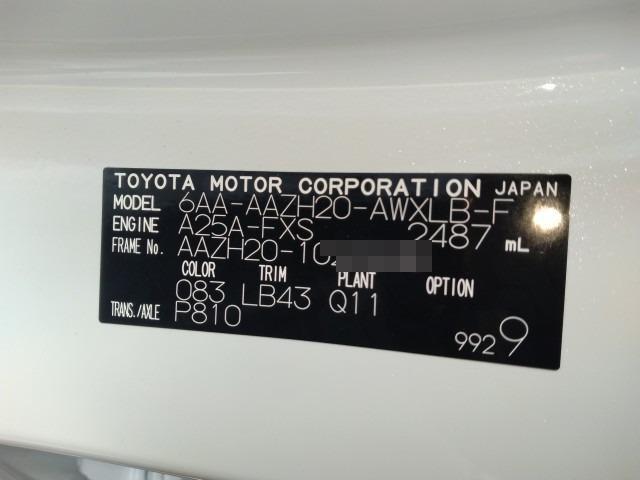 TOYOTA MOTOR CORPORATION JAPAN
MODEL 6AA-AAZH20-AWXLB-F
ENGINE A25A-FXS 2487 mL
FRAME No. AAZH20-10
COLOR TRIM PLANT OPTION
083 LB43 Q11
TRANS./AXLE P810
9929